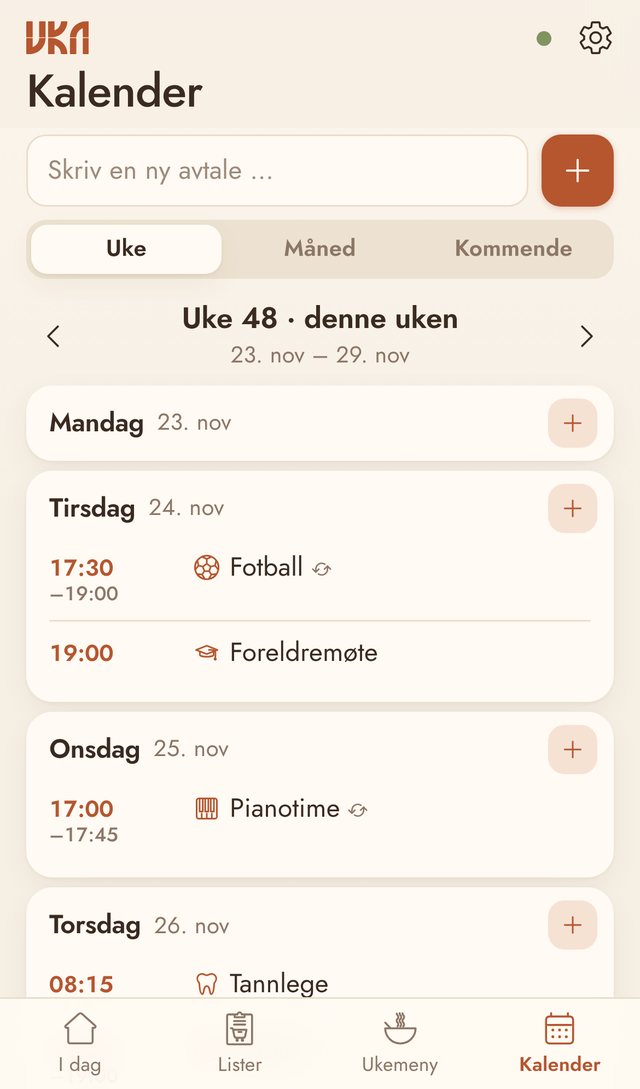 UKA
Kalender
Skriv en ny avtale ...
Uke Måned Kommende
Uke 48 · denne uken
23. nov – 29. nov
Mandag 23. nov
Tirsdag 24. nov
17:30 Fotball
–19:00
19:00 Foreldremøte
Onsdag 25. nov
17:00 Pianotime
–17:45
Torsdag 26. nov
08:15 Tannlege
I dag Lister Ukemeny Kalender